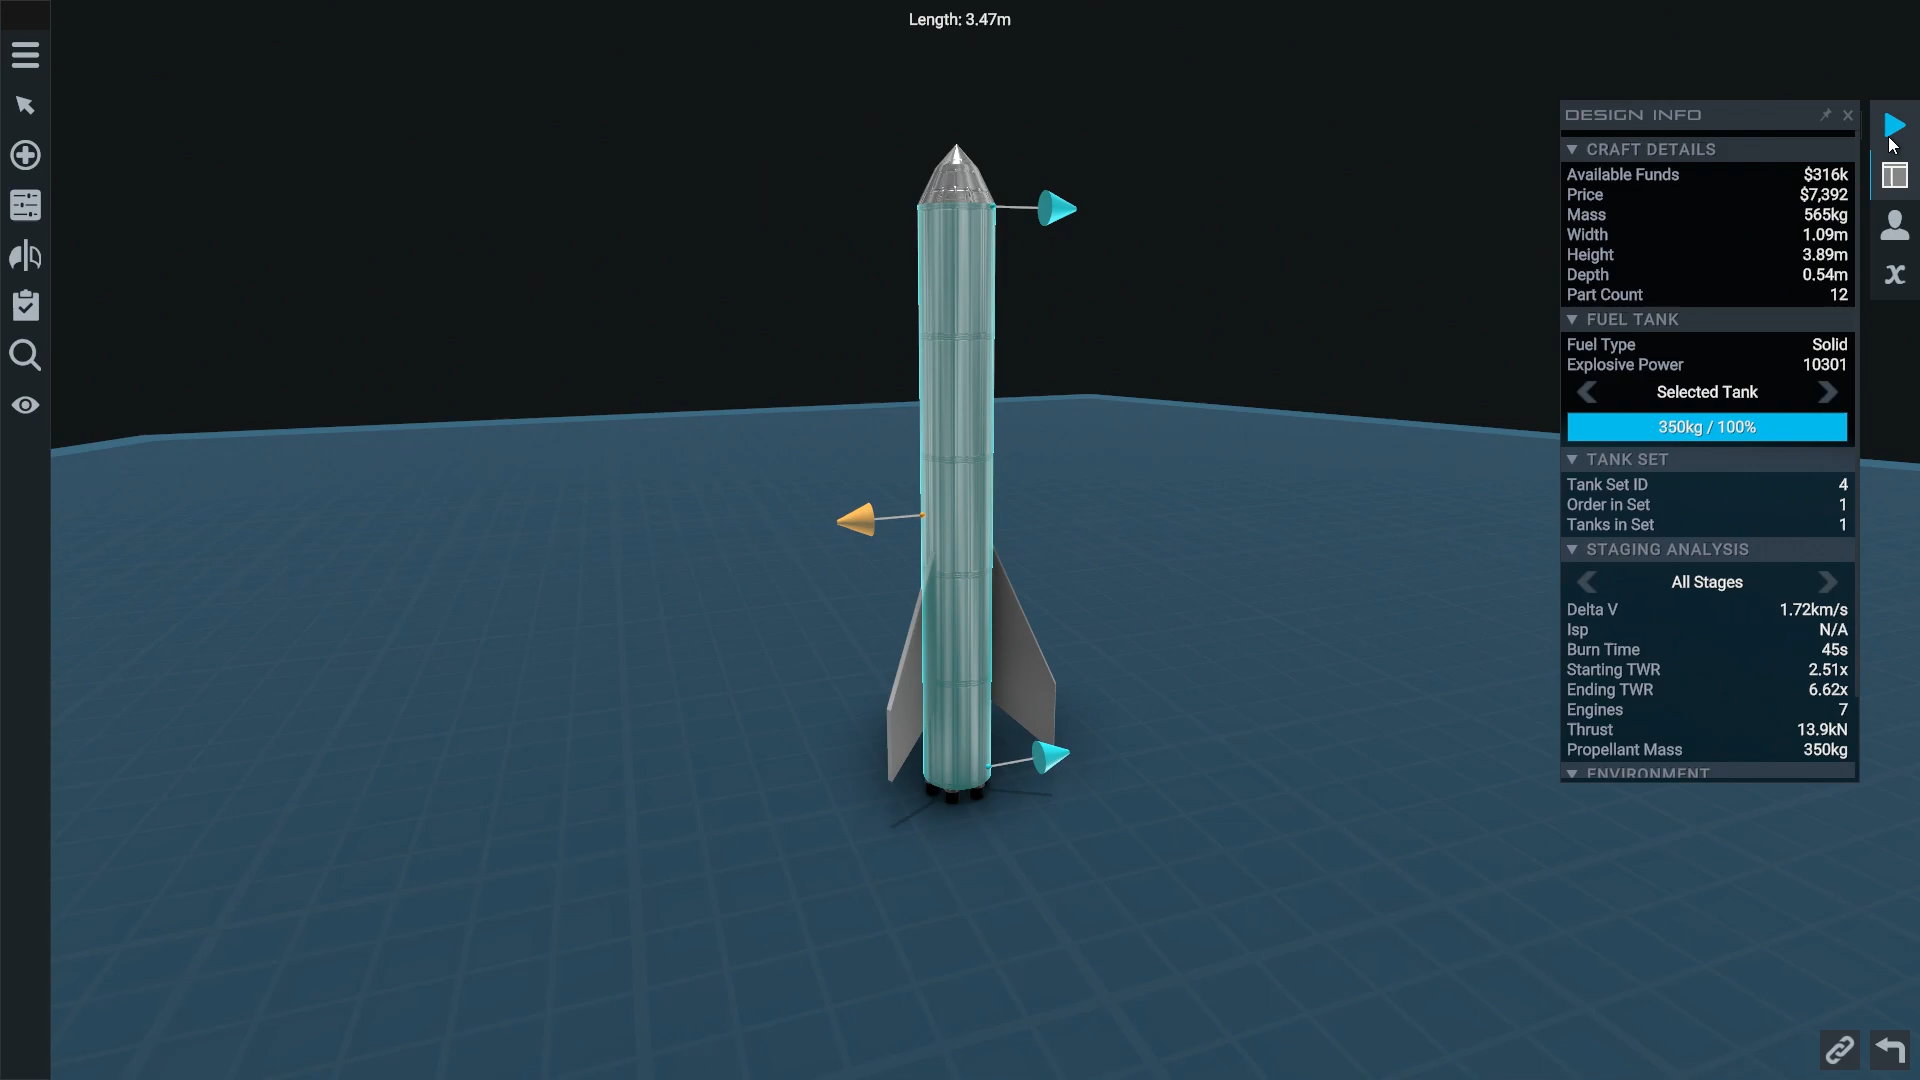 Length: 3.47m
DESIGN INFO
CRAFT DETAILS
Available Funds $316k
Price $7,392
Mass 565kg
Width 1.09m
Height 3.89m
Depth 0.54m
Part Count 12
FUEL TANK
Fuel Type Solid
Explosive Power 10301
Selected Tank
350kg / 100%
TANK SET
Tank Set ID 4
Order in Set 1
Tanks in Set 1
STAGING ANALYSIS
All Stages
Delta V 1.72km/s
Isp N/A
Burn Time 45s
Starting TWR 2.51x
Ending TWR 6.62x
Engines 7
Thrust 13.9kN
Propellant Mass 350kg
ENVIRONMENT